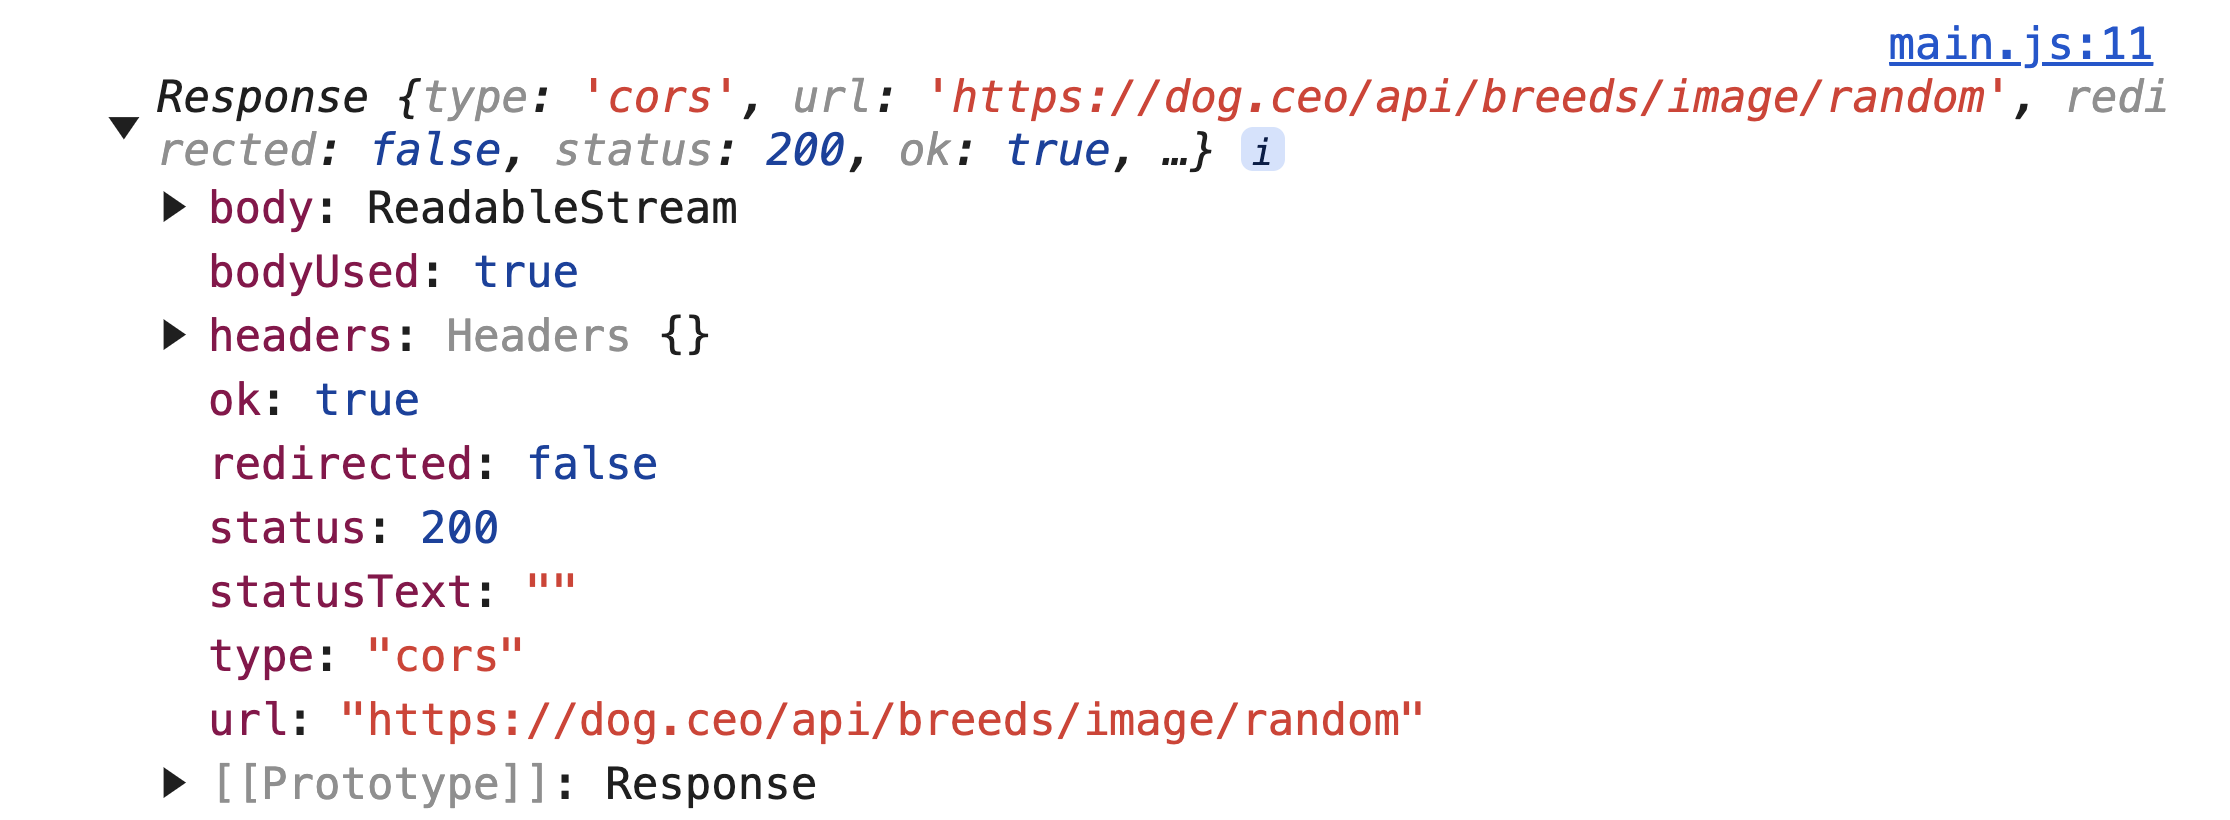 main.js:11
Response {type: 'cors', url: 'https://dog.ceo/api/breeds/image/random', redi
rected: false, status: 200, ok: true, …} i
body: ReadableStream
bodyUsed: true
headers: Headers {}
ok: true
redirected: false
status: 200
statusText: ""
type: "cors"
url: "https://dog.ceo/api/breeds/image/random"
[[Prototype]]: Response